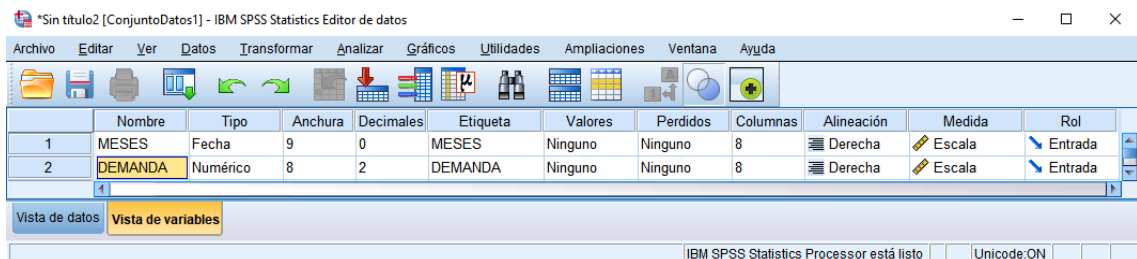 *Sin título2 [ConjuntoDatos1] - IBM SPSS Statistics Editor de datos
Archivo Editar Ver Datos Transformar Analizar Gráficos Utilidades Ampliaciones Ventana Ayuda
Nombre Tipo Anchura Decimales Etiqueta Valores Perdidos Columnas Alineación Medida Rol
1 MESES Fecha 9 0 MESES Ninguno Ninguno 8 Derecha Escala Entrada
2 DEMANDA Numérico 8 2 DEMANDA Ninguno Ninguno 8 Derecha Escala Entrada
Vista de datos Vista de variables
IBM SPSS Statistics Processor está listo Unicode:ON